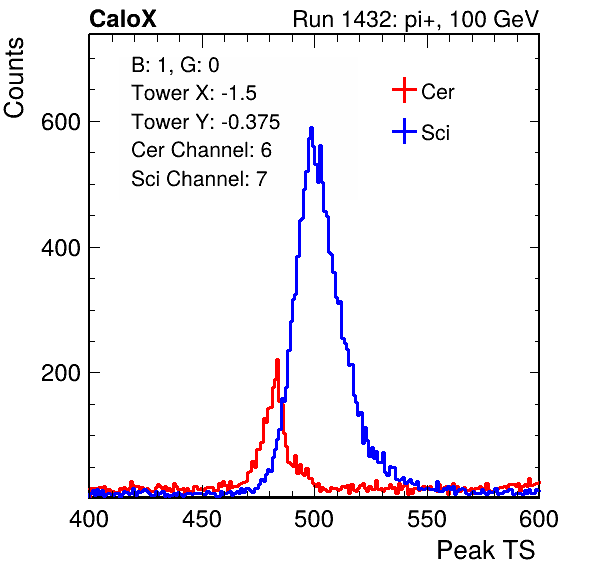 CaloX Run 1432: pi+, 100 GeV
Counts
B: 1, G: 0
Tower X: -1.5
Tower Y: -0.375
Cer Channel: 6
Sci Channel: 7
Cer
Sci
600
400
200
400 450 500 550 600
Peak TS